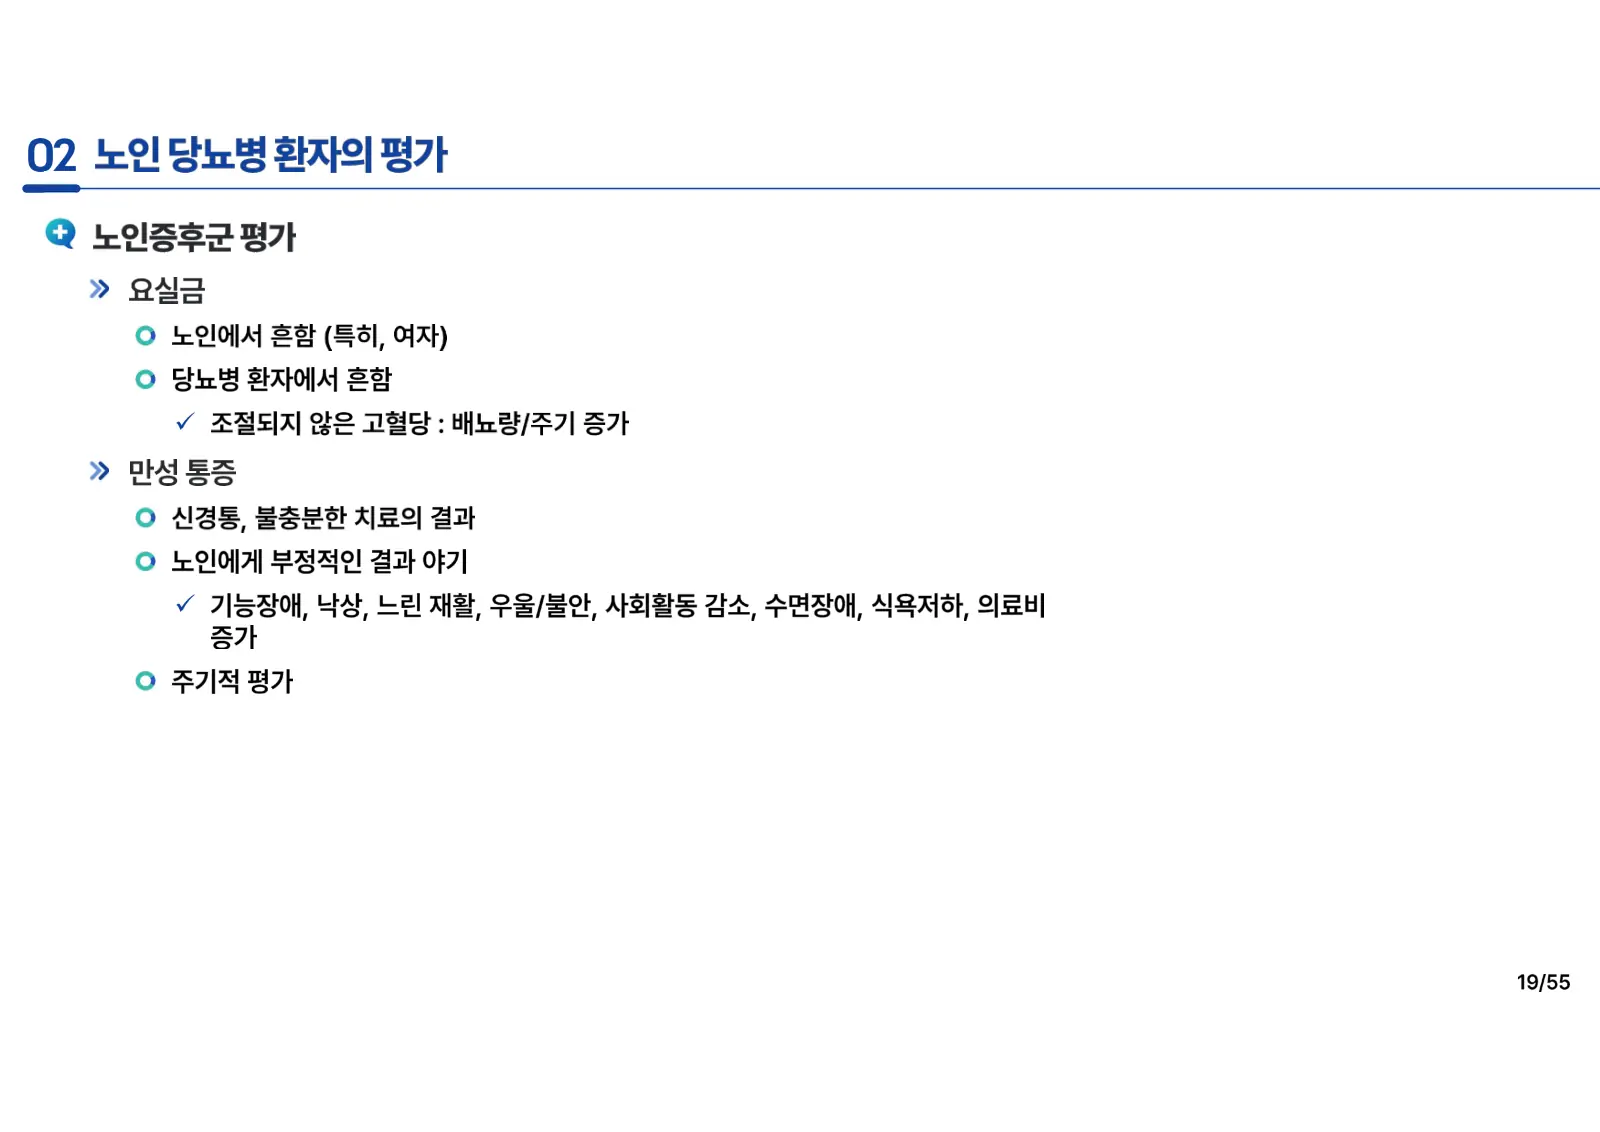 02 노인 당뇨병 환자의 평가
노인증후군 평가
요실금
노인에서 흔함 (특히, 여자)
당뇨병 환자에서 흔함
조절되지 않은 고혈당 : 배뇨량/주기 증가
만성 통증
신경통, 불충분한 치료의 결과
노인에게 부정적인 결과 야기
기능장애, 낙상, 느린 재활, 우울/불안, 사회활동 감소, 수면장애, 식욕저하, 의료비
증가
주기적 평가
19/55